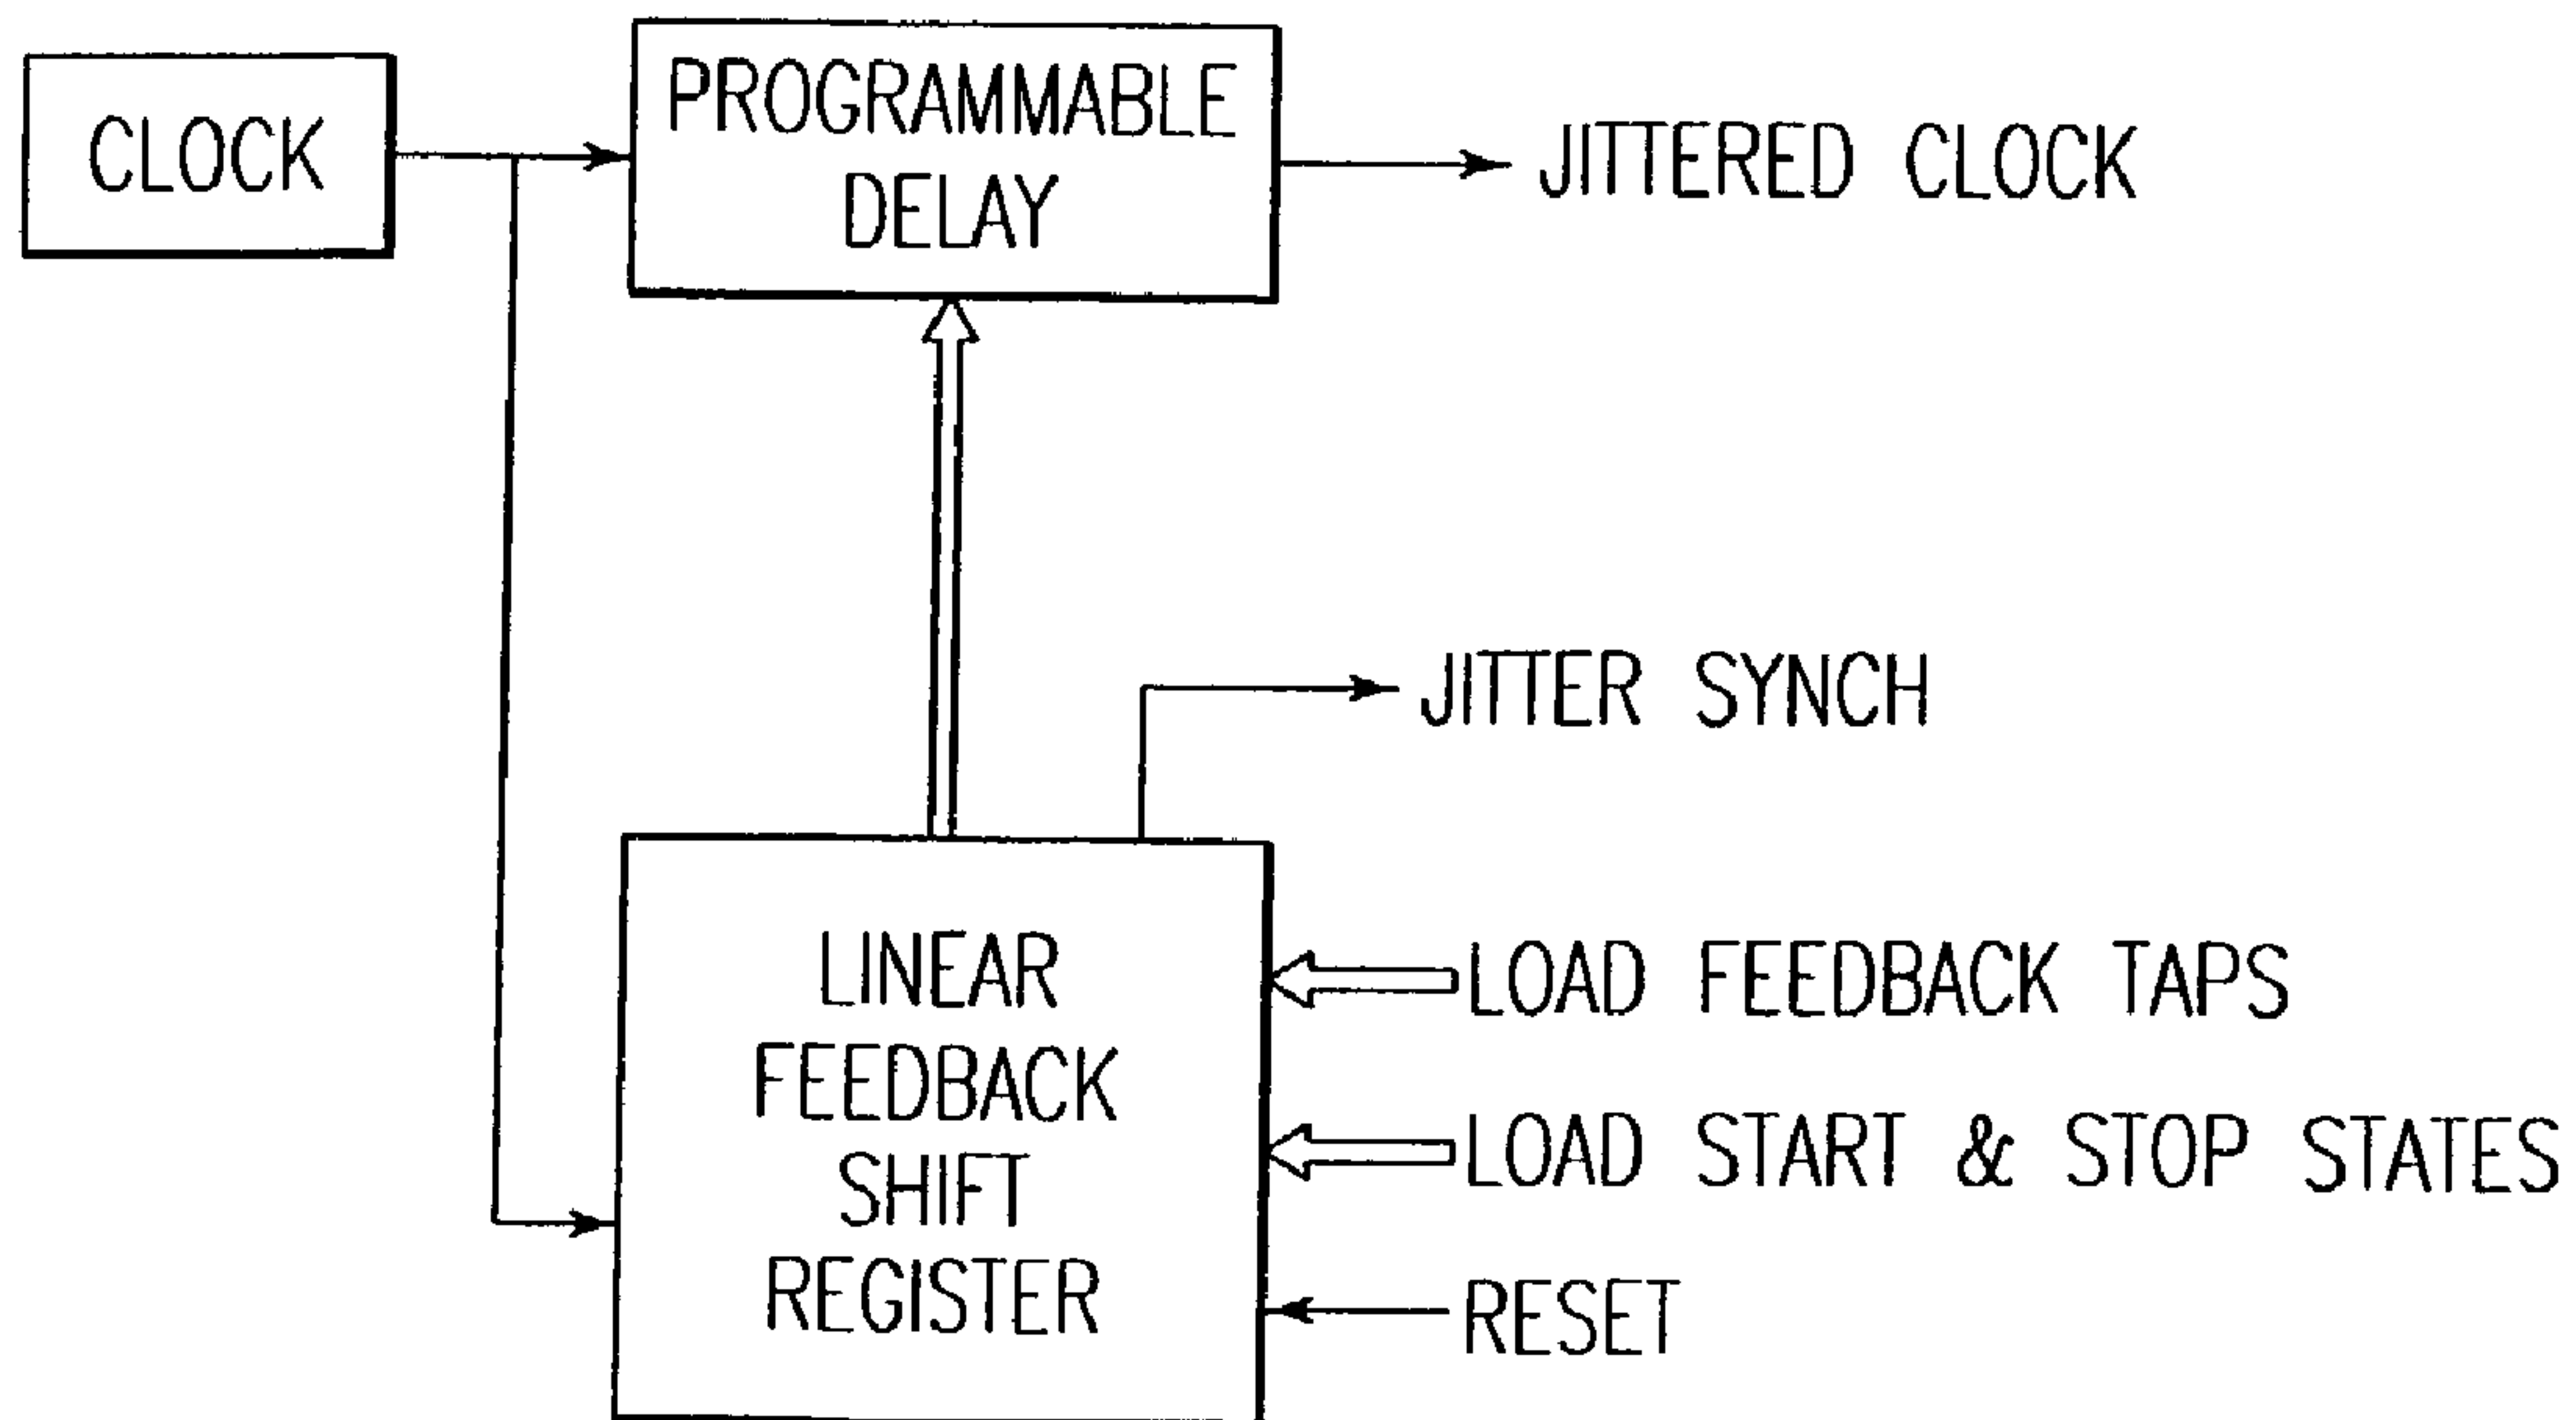 CLOCK
PROGRAMMABLE
DELAY
JITTERED CLOCK
JITTER SYNCH
LINEAR
FEEDBACK
SHIFT
REGISTER
LOAD FEEDBACK TAPS
LOAD START & STOP STATES
RESET